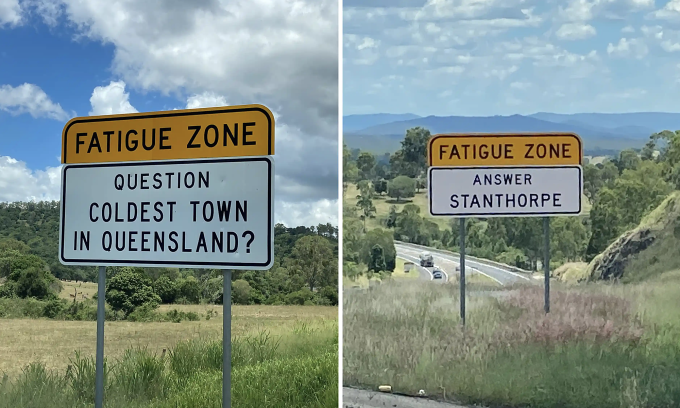 FATIGUE ZONE
QUESTION
COLDEST TOWN
IN QUEENSLAND?
FATIGUE ZONE
ANSWER
STANTHORPE